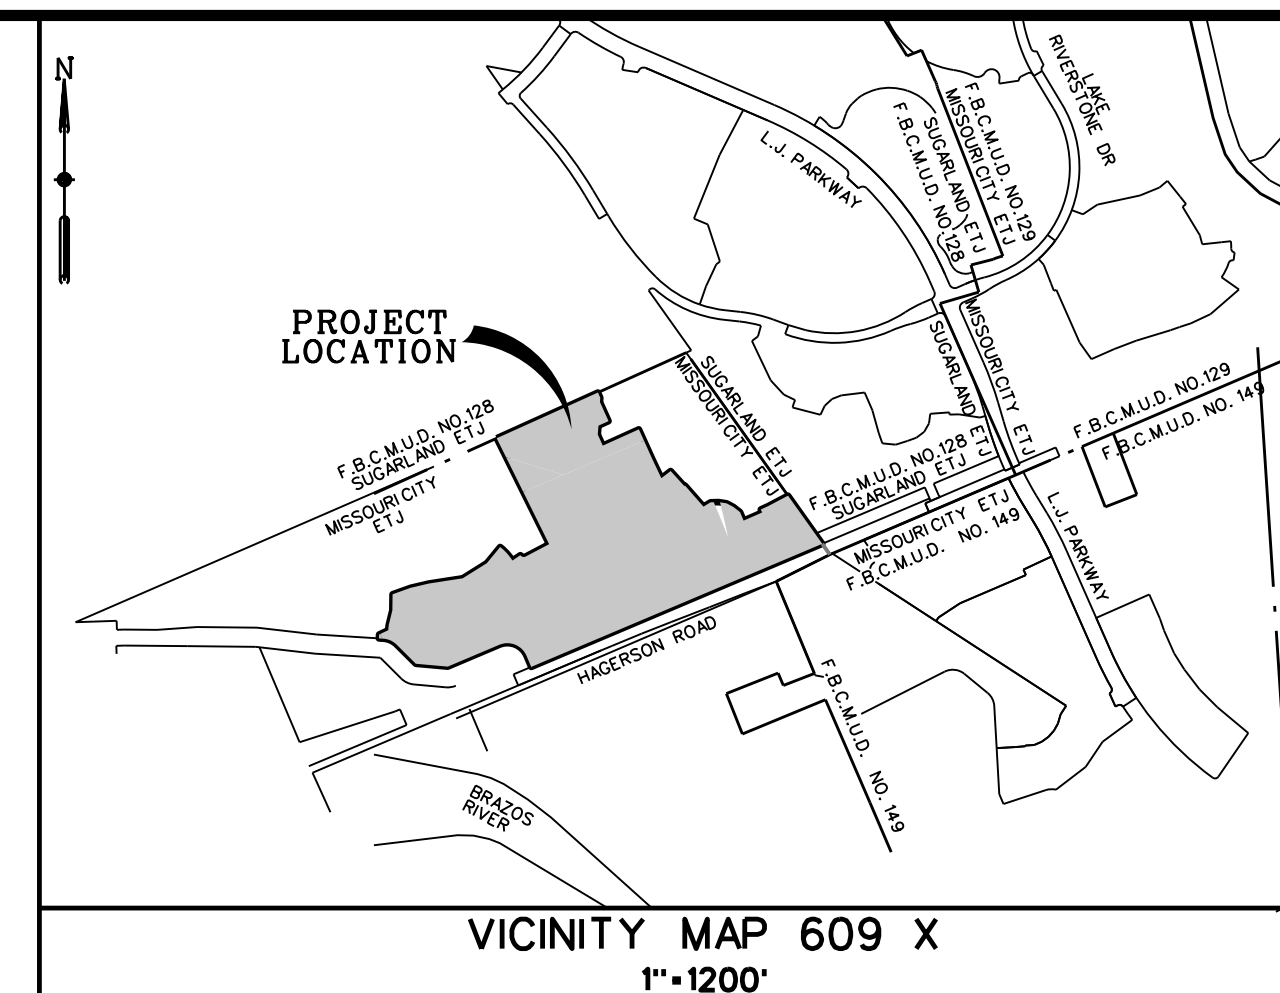 N
LAKE
RIVERSTONE DR
F.B.C.M.U.D. NO.129
MISSOURI CITY ETJ
SUGARLAND ETJ
F.B.C.M.U.D. NO.128
L.J. PARKWAY
PROJECT
LOCATION
SUGARLAND ETJ
MISSOURI CITY ETJ
SUGARLAND ETJ
MISSOURI CITY ETJ
F.B.C.M.U.D. NO.129
F.B.C.M.U.D. NO. 149
F.B.C.M.U.D. NO.128
SUGARLAND ETJ
MISSOURI CITY
ETJ
F.B.C.M.U.D. NO.128
SUGARLAND ETJ
MISSOURI CITY ETJ
F.B.C.M.U.D. NO. 149
L.J. PARKWAY
HAGERSON ROAD
F.B.C.M.U.D. NO. 149
BRAZOS
RIVER
VICINITY MAP 609 X
1"=1200'